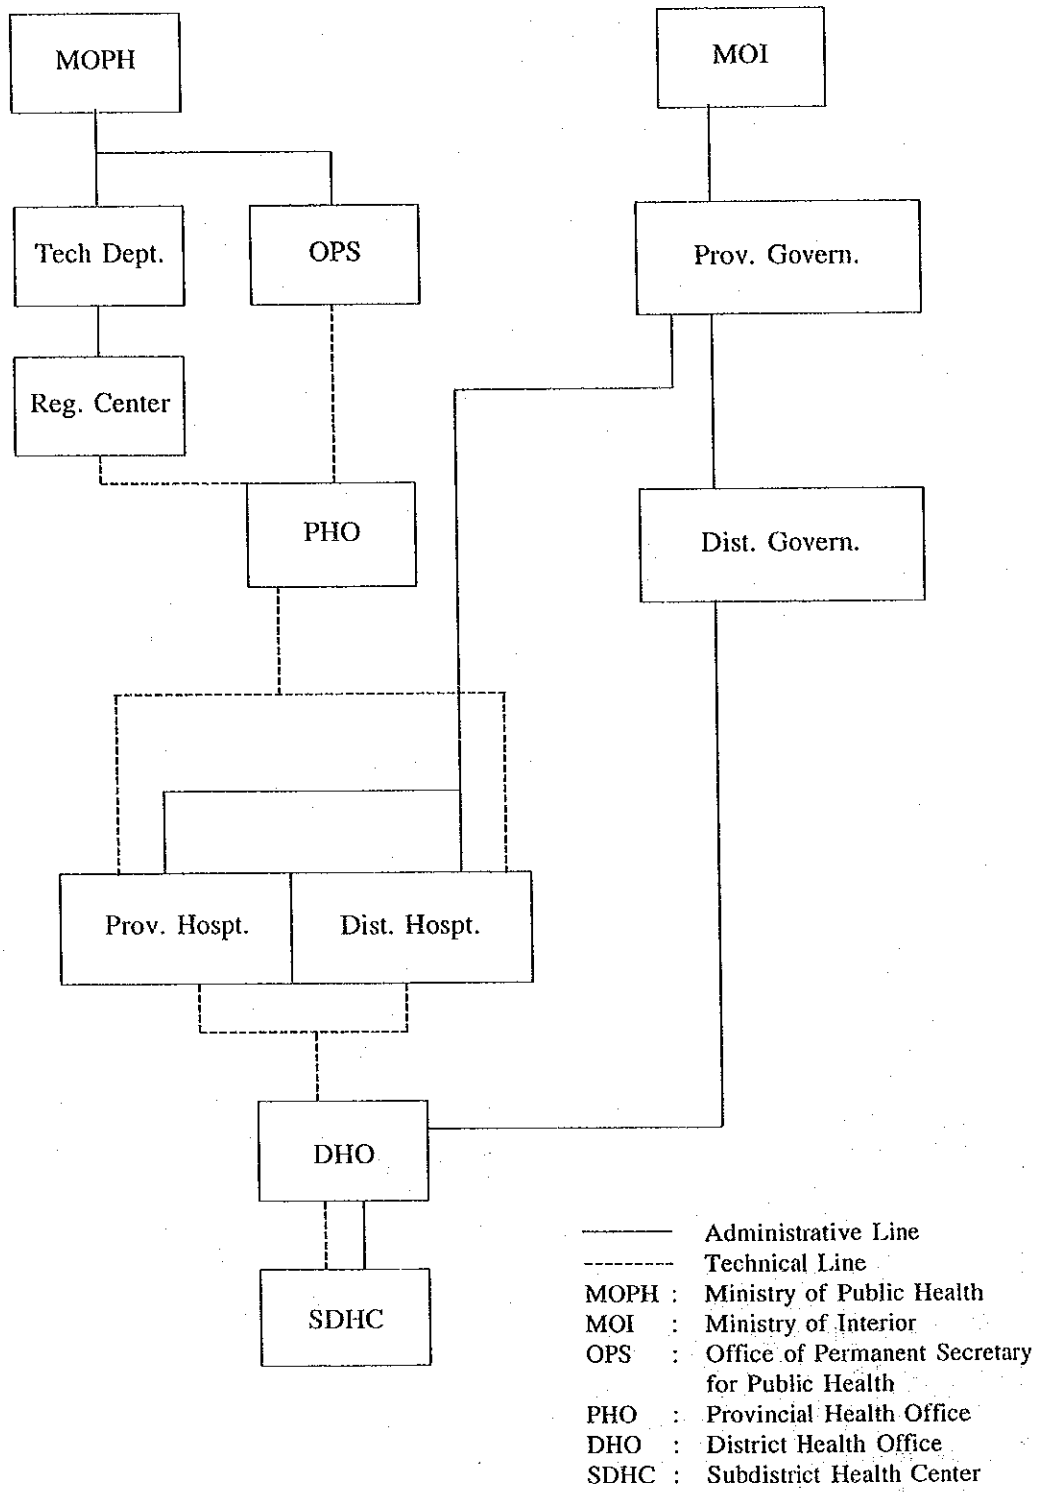 MOPH
MOI
Tech Dept.
OPS
Prov. Govern.
Reg. Center
PHO
Dist. Govern.
Prov. Hospt.
Dist. Hospt.
DHO
SDHC
Administrative Line
Technical Line
MOPH : Ministry of Public Health
MOI : Ministry of Interior
OPS : Office of Permanent Secretary
for Public Health
PHO : Provincial Health Office
DHO : District Health Office
SDHC : Subdistrict Health Center